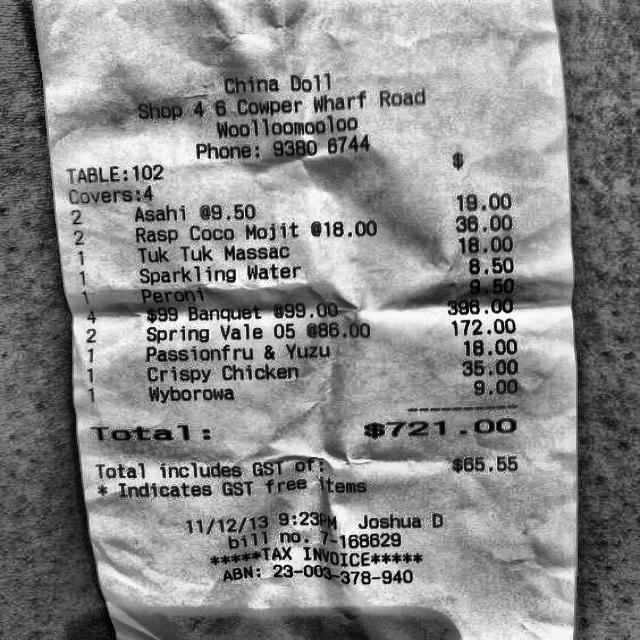 China Doll
Shop 4 6 Cowper Wharf Road
Woolloomooloo
Phone: 9380 6744
$
TABLE:102
Covers:4
2 Asahi @9.50 19.00
2 Rasp Coco Mojit @18.00 36.00
1 Tuk Tuk Massac 18.00
1 Sparkling Water 8.50
1 Peroni 9.50
4 $99 Banquet @99.00 396.00
2 Spring Vale 05 @86.00 172.00
1 Passionfru & Yuzu 18.00
1 Crispy Chicken 35.00
1 Wyborowa 9.00
Total: $721.00
Total includes GST of: $65.55
* Indicates GST free items
11/12/13 9:23PM Joshua D
bill no. 7-168629
*****TAX INVOICE*****
ABN: 23-003-378-940